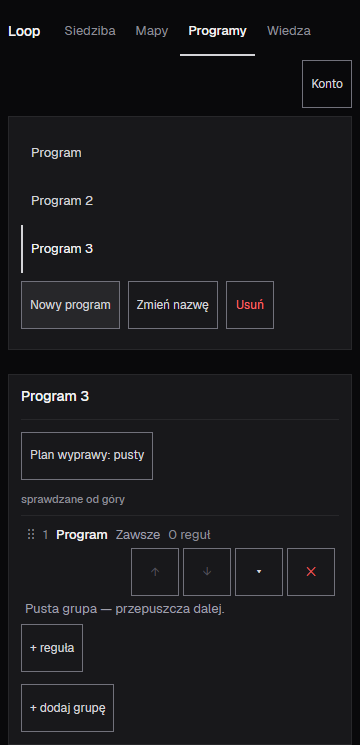 Loop Siedziba Mapy Programy Wiedza
Konto
Program
Program 2
Program 3
Nowy program Zmień nazwę Usuń
Program 3
Plan wyprawy: pusty
sprawdzane od góry
1 Program Zawsze 0 reguł
Pusta grupa — przepuszcza dalej.
+ reguła
+ dodaj grupę